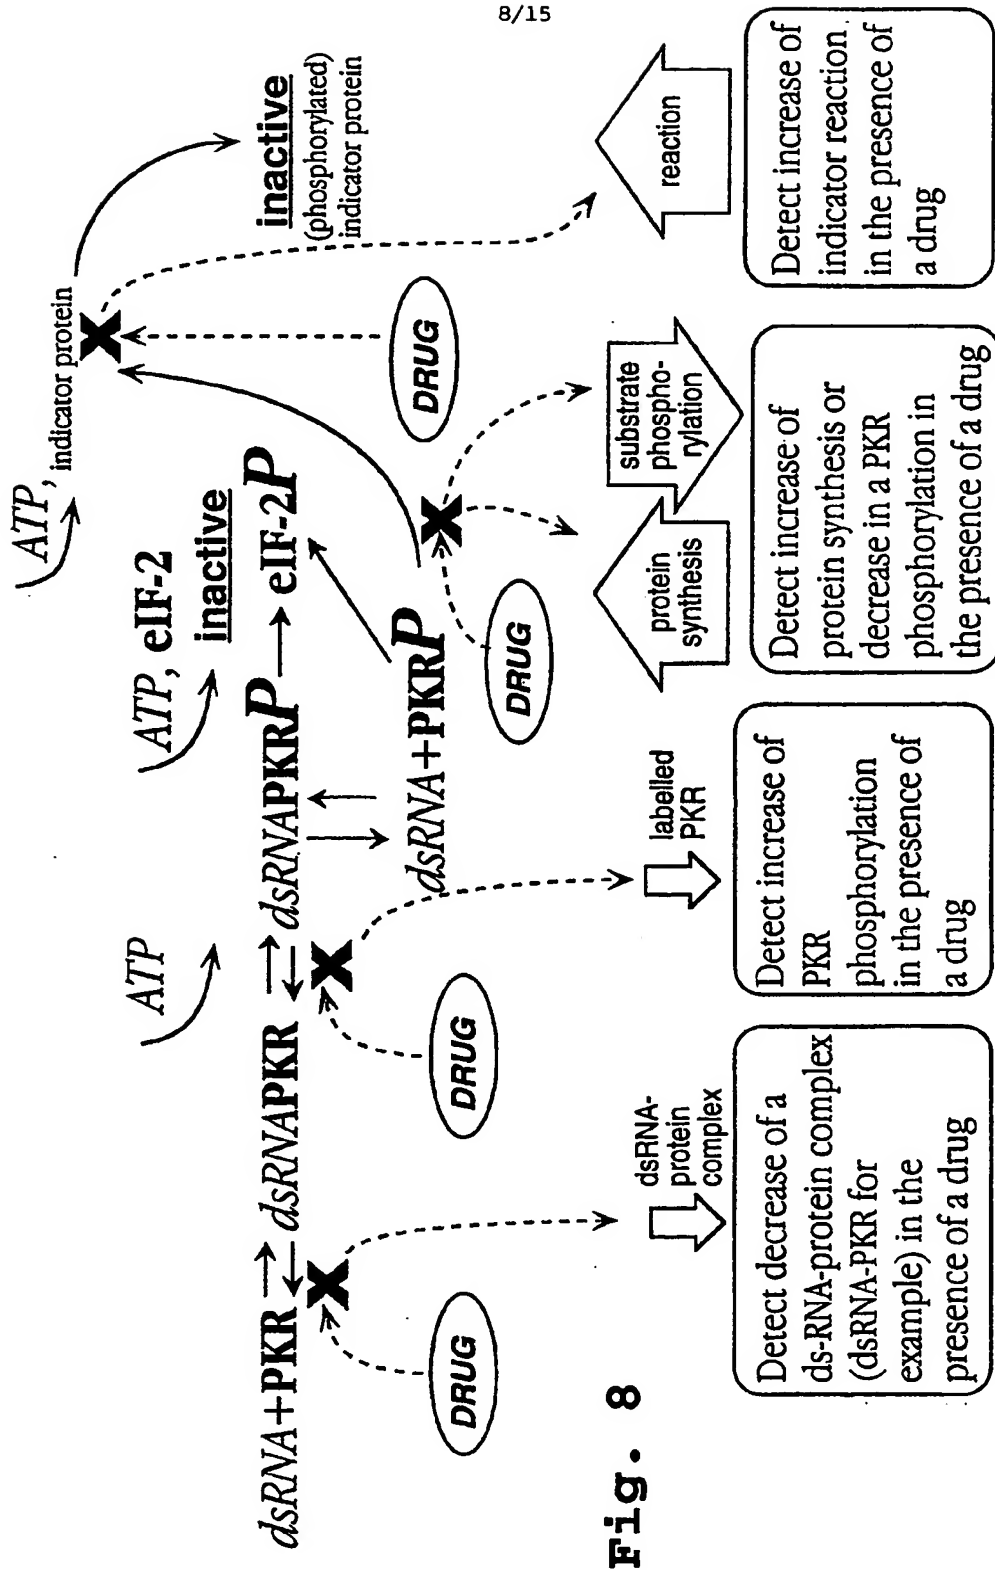 8/15
ATP, indicator protein
inactive
(phosphorylated)
indicator protein
ATP, eIF-2
inactive
ATP
dsRNA+PKR
dsRNAPKR
dsRNAPKRP
eIF-2P
dsRNA+PKRP
X
X
X
X
DRUG
DRUG
DRUG
DRUG
dsRNA-
protein
complex
labelled
PKR
protein
synthesis
substrate
phospho-
rylation
reaction
Detect decrease of a
ds-RNA-protein complex
(dsRNA-PKR for
example) in the
presence of a drug
Detect increase of
PKR
phosphorylation
in the presence of
a drug
Detect increase of
protein synthesis or
decrease in a PKR
phosphorylation in
the presence of a drug
Detect increase of
indicator reaction
in the presence of
a drug
Fig. 8